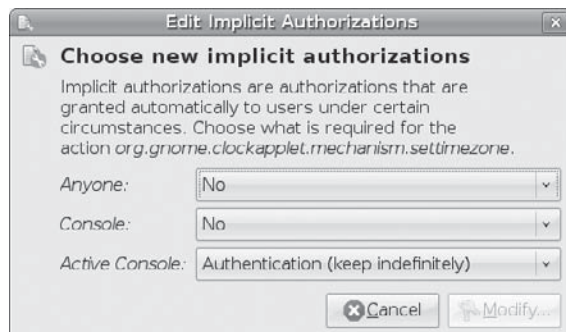 Edit Implicit Authorizations
Choose new implicit authorizations
Implicit authorizations are authorizations that are
granted automatically to users under certain
circumstances. Choose what is required for the
action org.gnome.clockapplet.mechanism.settimezone.
Anyone: No
Console: No
Active Console: Authentication (keep indefinitely)
Cancel Modify...